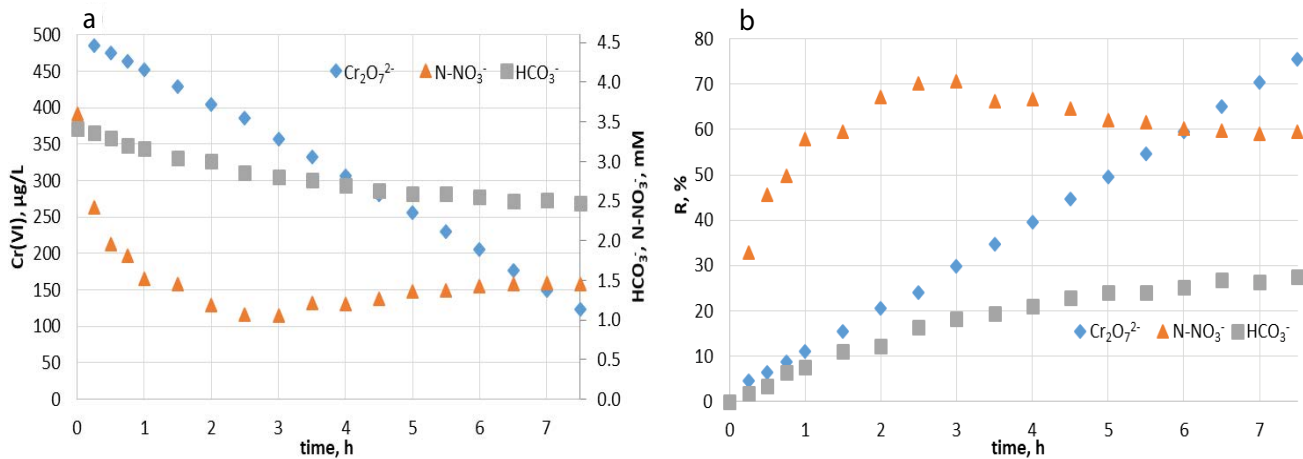 a
Cr(VI), µg/L
500
450
400
350
300
250
200
150
100
50
0
Cr₂O₇²⁻ N-NO₃⁻ HCO₃⁻
4.5
4.0
3.5
3.0
2.5
2.0
1.5
1.0
0.5
0.0
HCO₃⁻, N-NO₃⁻, mM
0 1 2 3 4 5 6 7
time, h
b
R, %
80
70
60
50
40
30
20
10
0
Cr₂O₇²⁻ N-NO₃⁻ HCO₃⁻
0 1 2 3 4 5 6 7
time, h